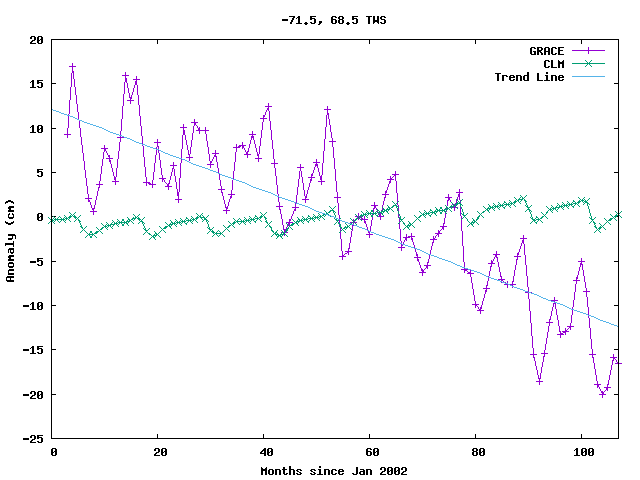 -71.5, 68.5 TWS
GRACE
CLM
Trend Line
20
15
10
5
0
-5
-10
-15
-20
-25
Anomaly (cm)
0 20 40 60 80 100
Months since Jan 2002